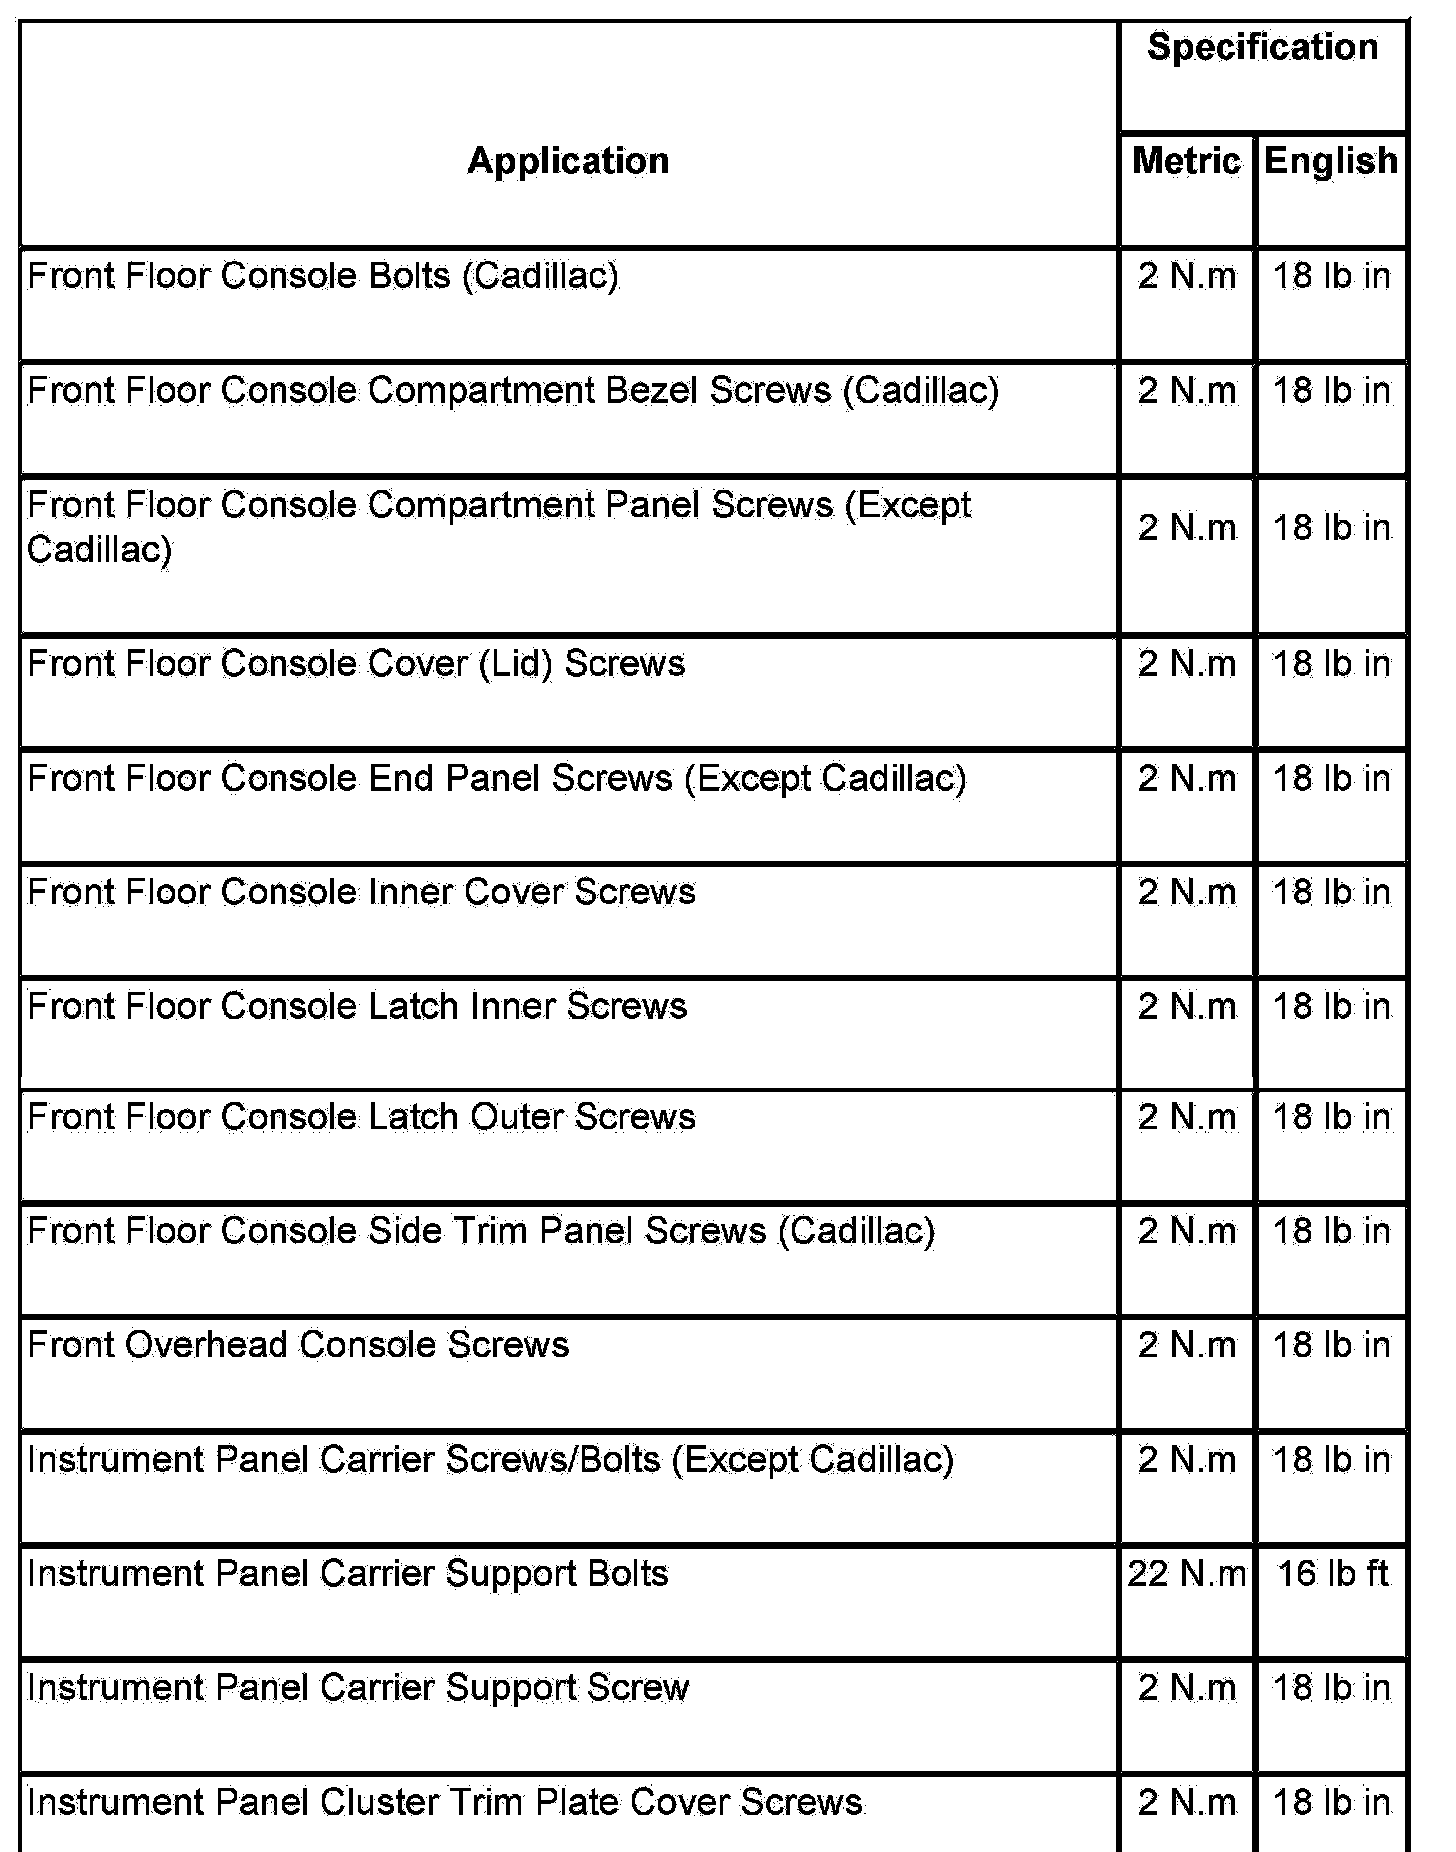 Specification
Application
Metric English
Front Floor Console Bolts (Cadillac) 2 N.m 18 lb in
Front Floor Console Compartment Bezel Screws (Cadillac) 2 N.m 18 lb in
Front Floor Console Compartment Panel Screws (Except
Cadillac) 2 N.m 18 lb in
Front Floor Console Cover (Lid) Screws 2 N.m 18 lb in
Front Floor Console End Panel Screws (Except Cadillac) 2 N.m 18 lb in
Front Floor Console Inner Cover Screws 2 N.m 18 lb in
Front Floor Console Latch Inner Screws 2 N.m 18 lb in
Front Floor Console Latch Outer Screws 2 N.m 18 lb in
Front Floor Console Side Trim Panel Screws (Cadillac) 2 N.m 18 lb in
Front Overhead Console Screws 2 N.m 18 lb in
Instrument Panel Carrier Screws/Bolts (Except Cadillac) 2 N.m 18 lb in
Instrument Panel Carrier Support Bolts 22 N.m 16 lb ft
Instrument Panel Carrier Support Screw 2 N.m 18 lb in
Instrument Panel Cluster Trim Plate Cover Screws 2 N.m 18 lb in